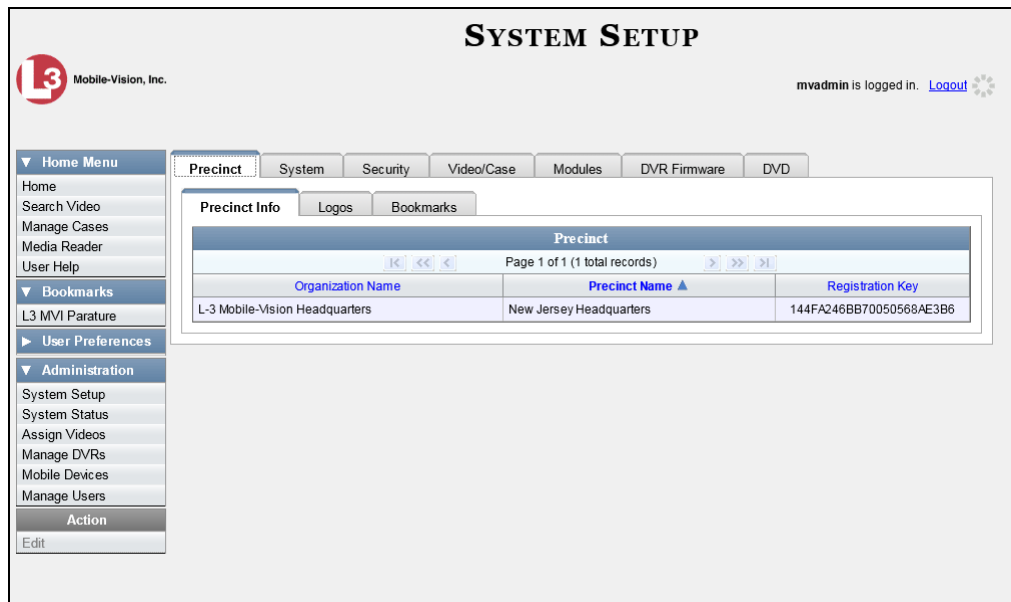 SYSTEM SETUP
L3 Mobile-Vision, Inc.
mvadmin is logged in. Logout
▼ Home Menu
Home
Search Video
Manage Cases
Media Reader
User Help
▼ Bookmarks
L3 MVI Parature
▶ User Preferences
▼ Administration
System Setup
System Status
Assign Videos
Manage DVRs
Mobile Devices
Manage Users
Action
Edit
Precinct System Security Video/Case Modules DVR Firmware DVD
Precinct Info Logos Bookmarks
Precinct
|< << < Page 1 of 1 (1 total records) > >> >|
Organization Name Precinct Name ▲ Registration Key
L-3 Mobile-Vision Headquarters New Jersey Headquarters 144FA246BB70050568AE3B6